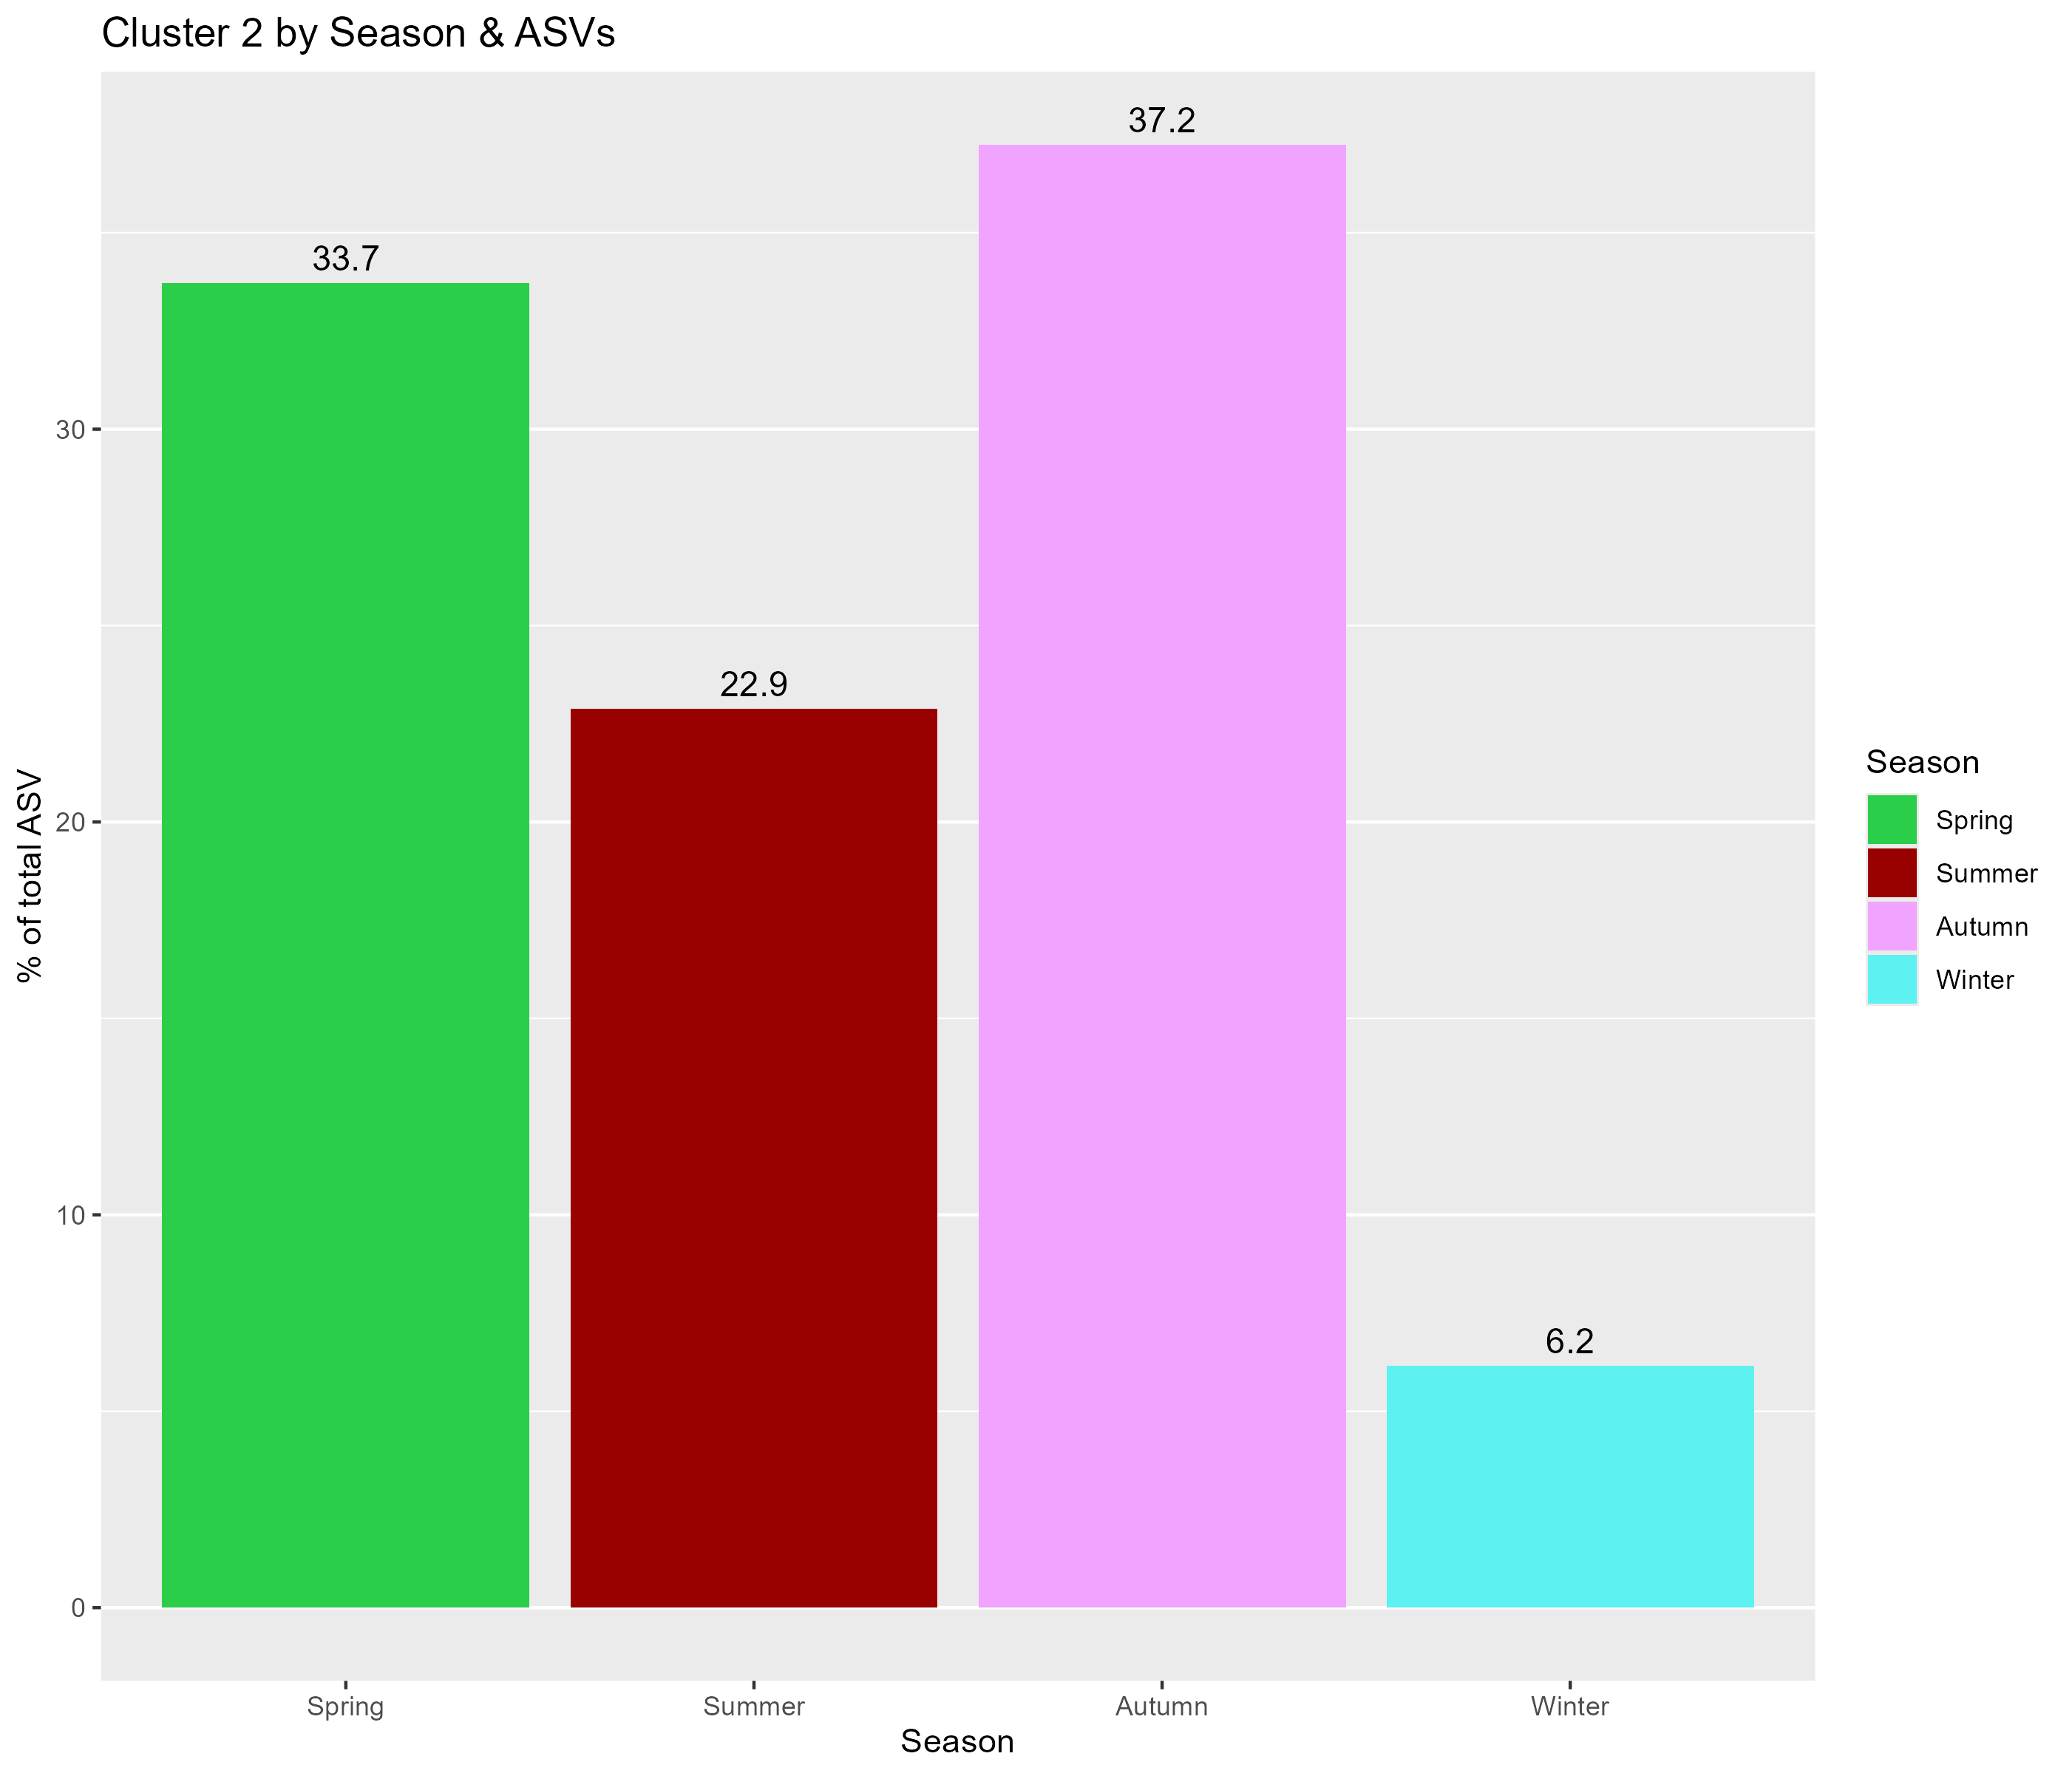 Cluster 2 by Season & ASVs
37.2
33.7
22.9
6.2
30
20
10
0
% of total ASV
Spring
Summer
Autumn
Winter
Season
Season
Spring
Summer
Autumn
Winter